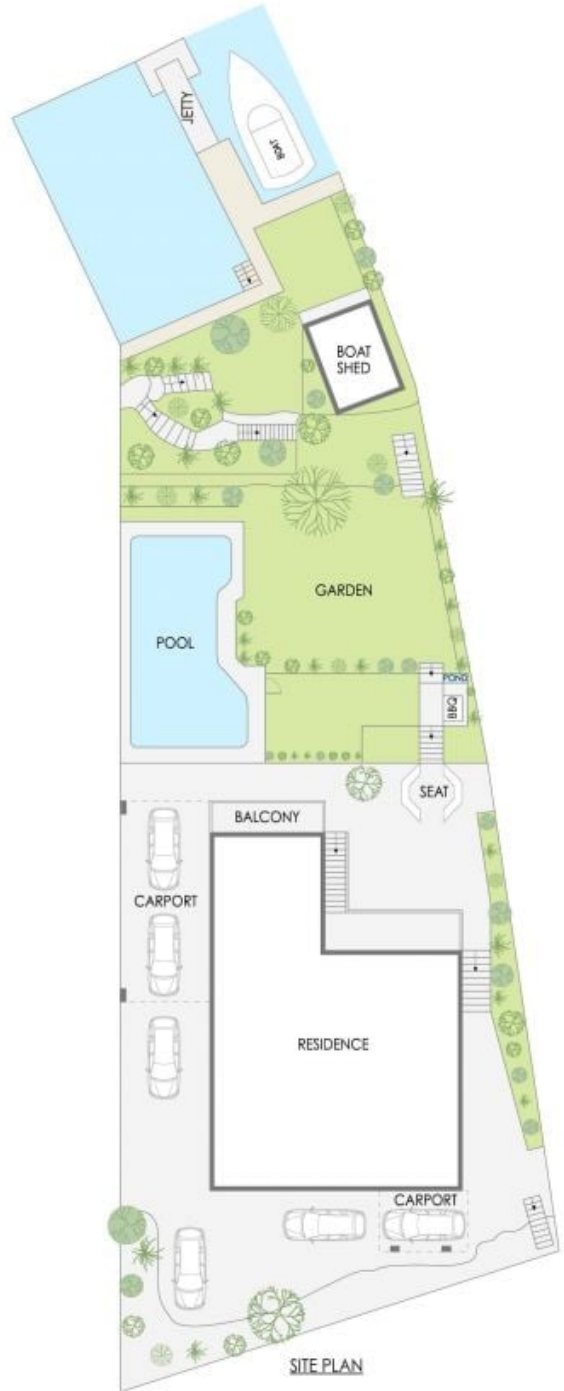 JETTY
BOAT
BOAT
SHED
GARDEN
POOL
POND
BBQ
SEAT
BALCONY
CARPORT
RESIDENCE
CARPORT
SITE PLAN